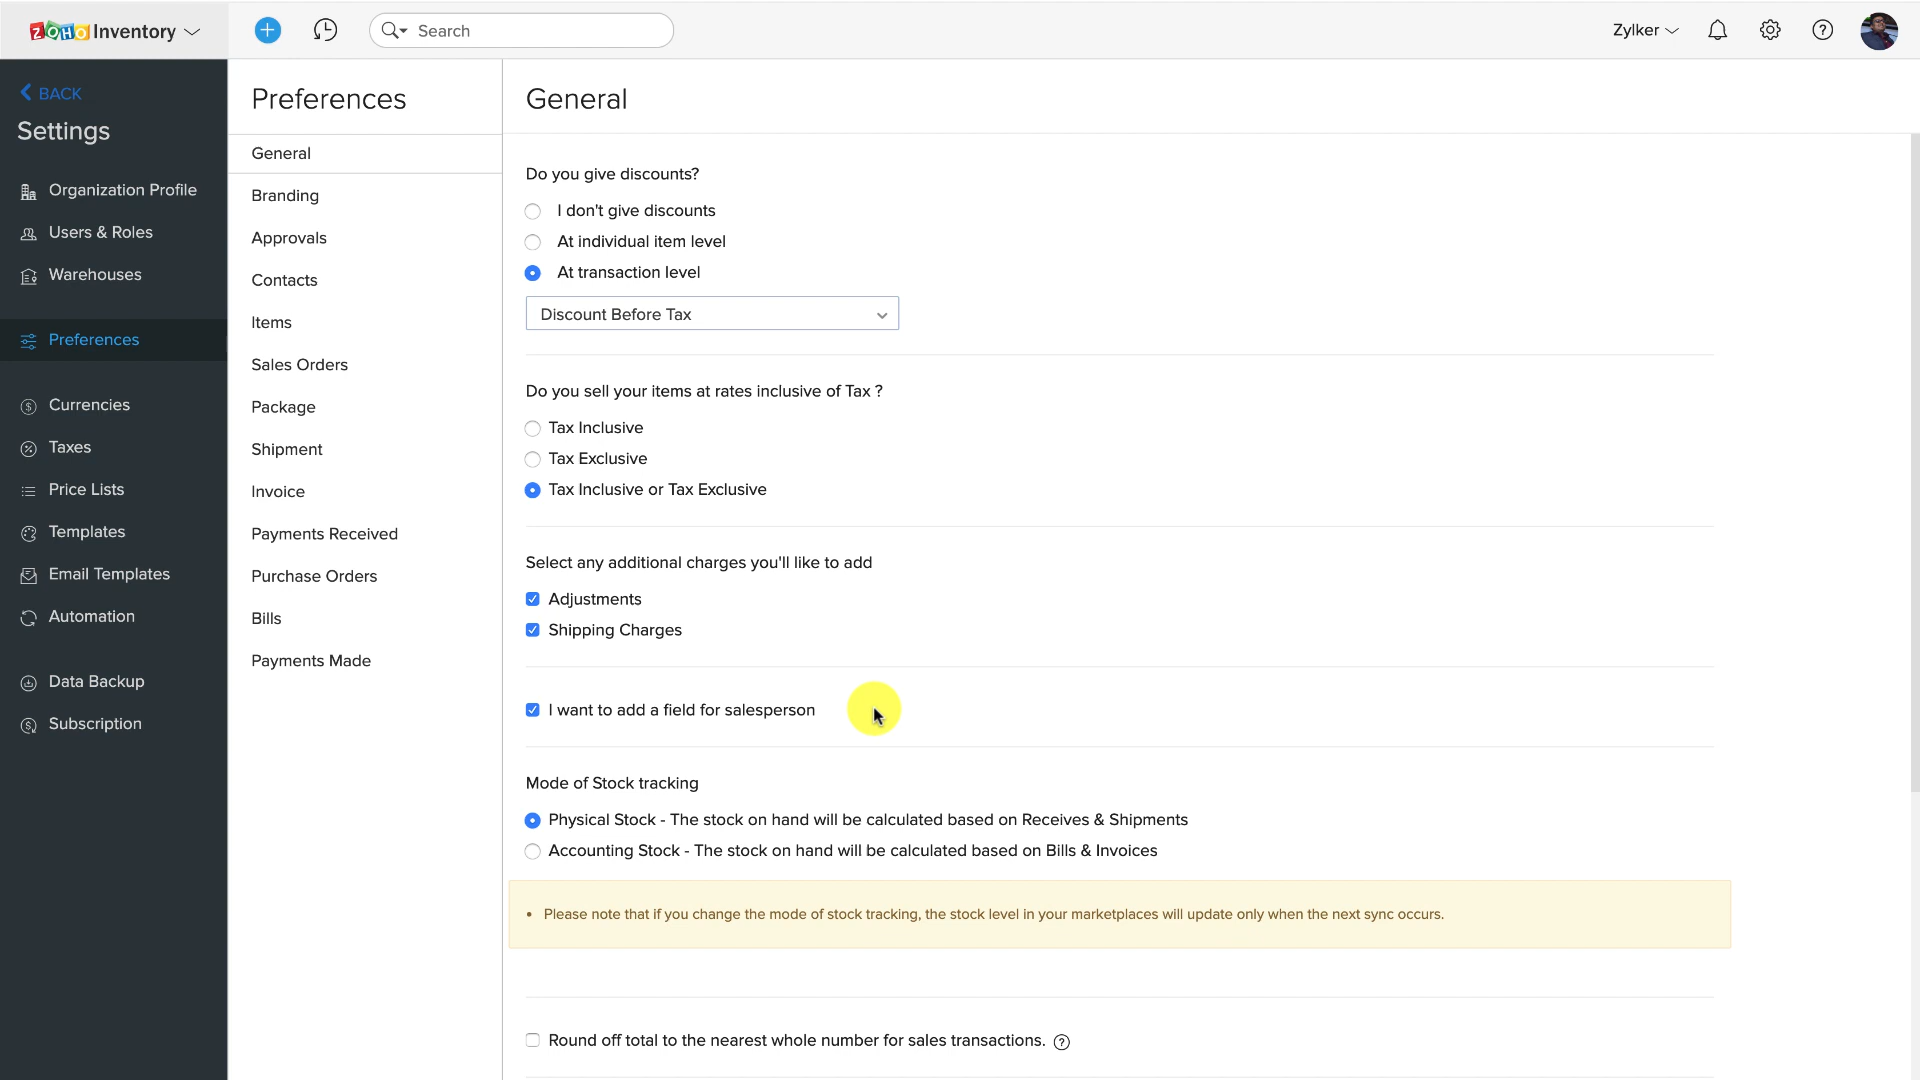 ZOHO Inventory
Search
Zylker
BACK
Settings
Organization Profile
Users & Roles
Warehouses
Preferences
Currencies
Taxes
Price Lists
Templates
Email Templates
Automation
Data Backup
Subscription
Preferences
General
Branding
Approvals
Contacts
Items
Sales Orders
Package
Shipment
Invoice
Payments Received
Purchase Orders
Bills
Payments Made
General
Do you give discounts?
I don't give discounts
At individual item level
At transaction level
Discount Before Tax
Do you sell your items at rates inclusive of Tax ?
Tax Inclusive
Tax Exclusive
Tax Inclusive or Tax Exclusive
Select any additional charges you'll like to add
Adjustments
Shipping Charges
I want to add a field for salesperson
Mode of Stock tracking
Physical Stock - The stock on hand will be calculated based on Receives & Shipments
Accounting Stock - The stock on hand will be calculated based on Bills & Invoices
• Please note that if you change the mode of stock tracking, the stock level in your marketplaces will update only when the next sync occurs.
Round off total to the nearest whole number for sales transactions.